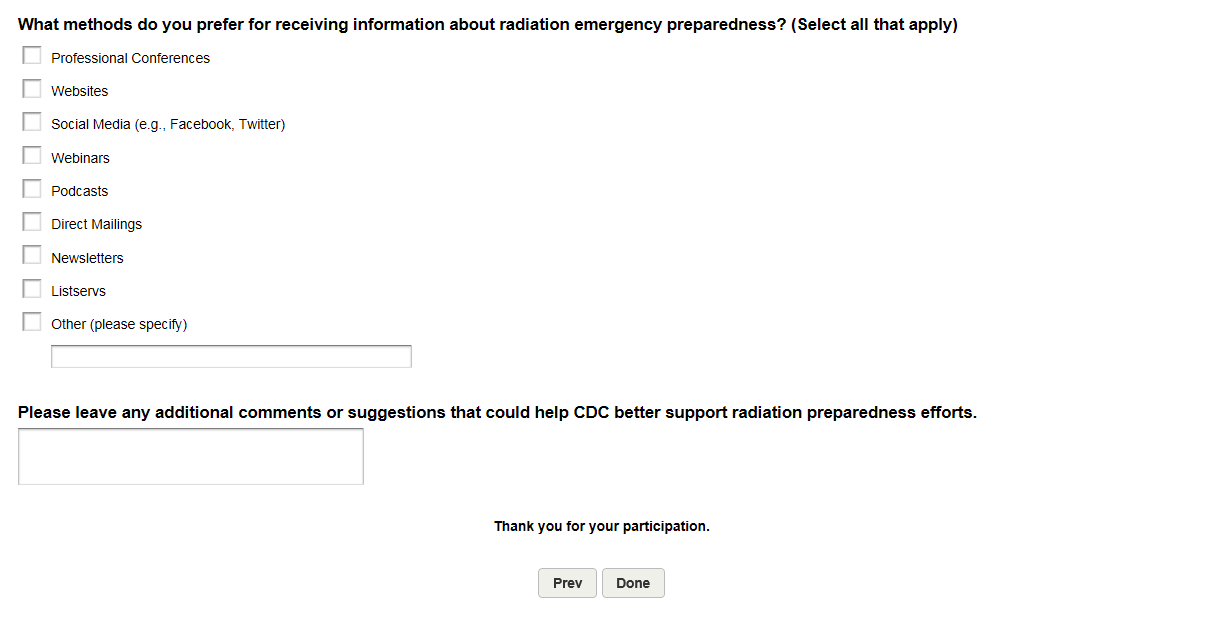 What methods do you prefer for receiving information about radiation emergency preparedness? (Select all that apply)
Professional Conferences
Websites
Social Media (e.g., Facebook, Twitter)
Webinars
Podcasts
Direct Mailings
Newsletters
Listservs
Other (please specify)
Please leave any additional comments or suggestions that could help CDC better support radiation preparedness efforts.
Thank you for your participation.
Prev Done